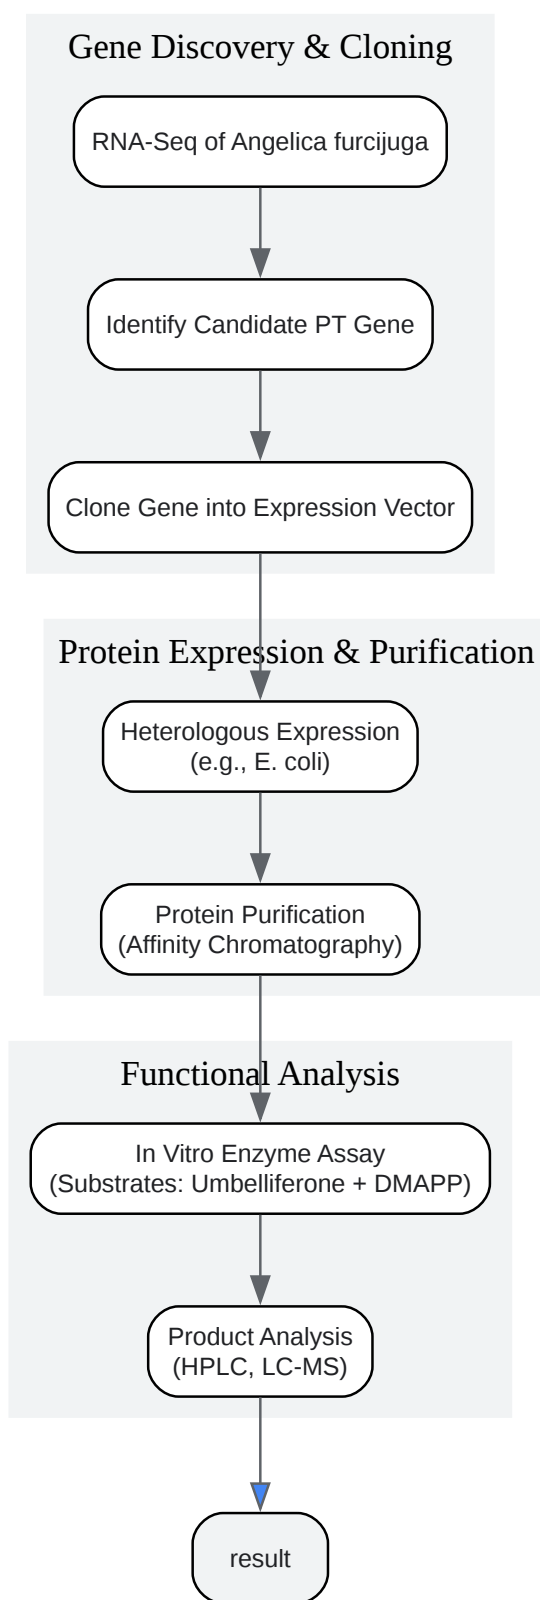 Gene Discovery & Cloning
RNA-Seq of Angelica furcijuga
Identify Candidate PT Gene
Clone Gene into Expression Vector
Protein Expression & Purification
Heterologous Expression
(e.g., E. coli)
Protein Purification
(Affinity Chromatography)
Functional Analysis
In Vitro Enzyme Assay
(Substrates: Umbelliferone + DMAPP)
Product Analysis
(HPLC, LC-MS)
result